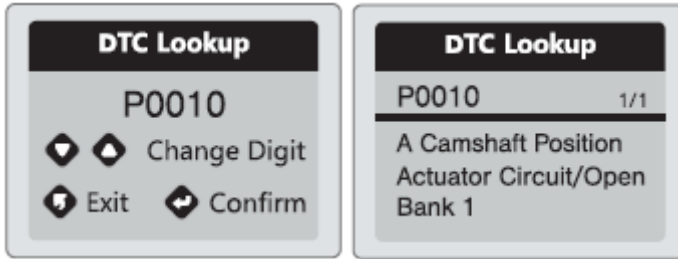 DTC Lookup
P0010
Change Digit
Exit Confirm
DTC Lookup
P0010 1/1
A Camshaft Position
Actuator Circuit/Open
Bank 1